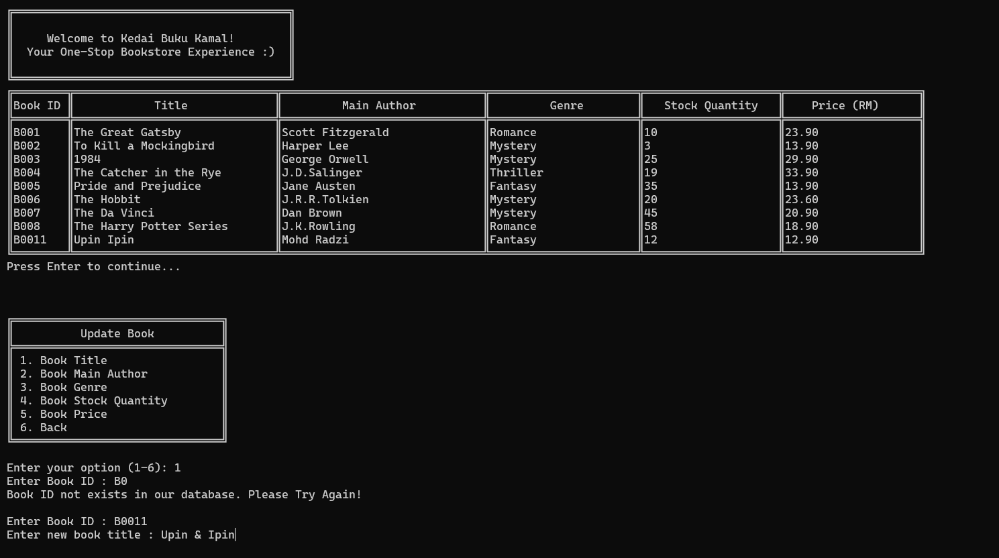 Welcome to Kedai Buku Kamal!
Your One-Stop Bookstore Experience :)
Book ID Title Main Author Genre Stock Quantity Price (RM)
B001 The Great Gatsby Scott Fitzgerald Romance 10 23.90
B002 To Kill a Mockingbird Harper Lee Mystery 3 13.90
B003 1984 George Orwell Mystery 25 29.90
B004 The Catcher in the Rye J.D.Salinger Thriller 19 33.90
B005 Pride and Prejudice Jane Austen Fantasy 35 13.90
B006 The Hobbit J.R.R.Tolkien Mystery 20 23.60
B007 The Da Vinci Dan Brown Mystery 45 20.90
B008 The Harry Potter Series J.K.Rowling Romance 58 18.90
B0011 Upin Ipin Mohd Radzi Fantasy 12 12.90
Press Enter to continue...
Update Book
1. Book Title
2. Book Main Author
3. Book Genre
4. Book Stock Quantity
5. Book Price
6. Back
Enter your option (1-6): 1
Enter Book ID : B0
Book ID not exists in our database. Please Try Again!
Enter Book ID : B0011
Enter new book title : Upin & Ipin